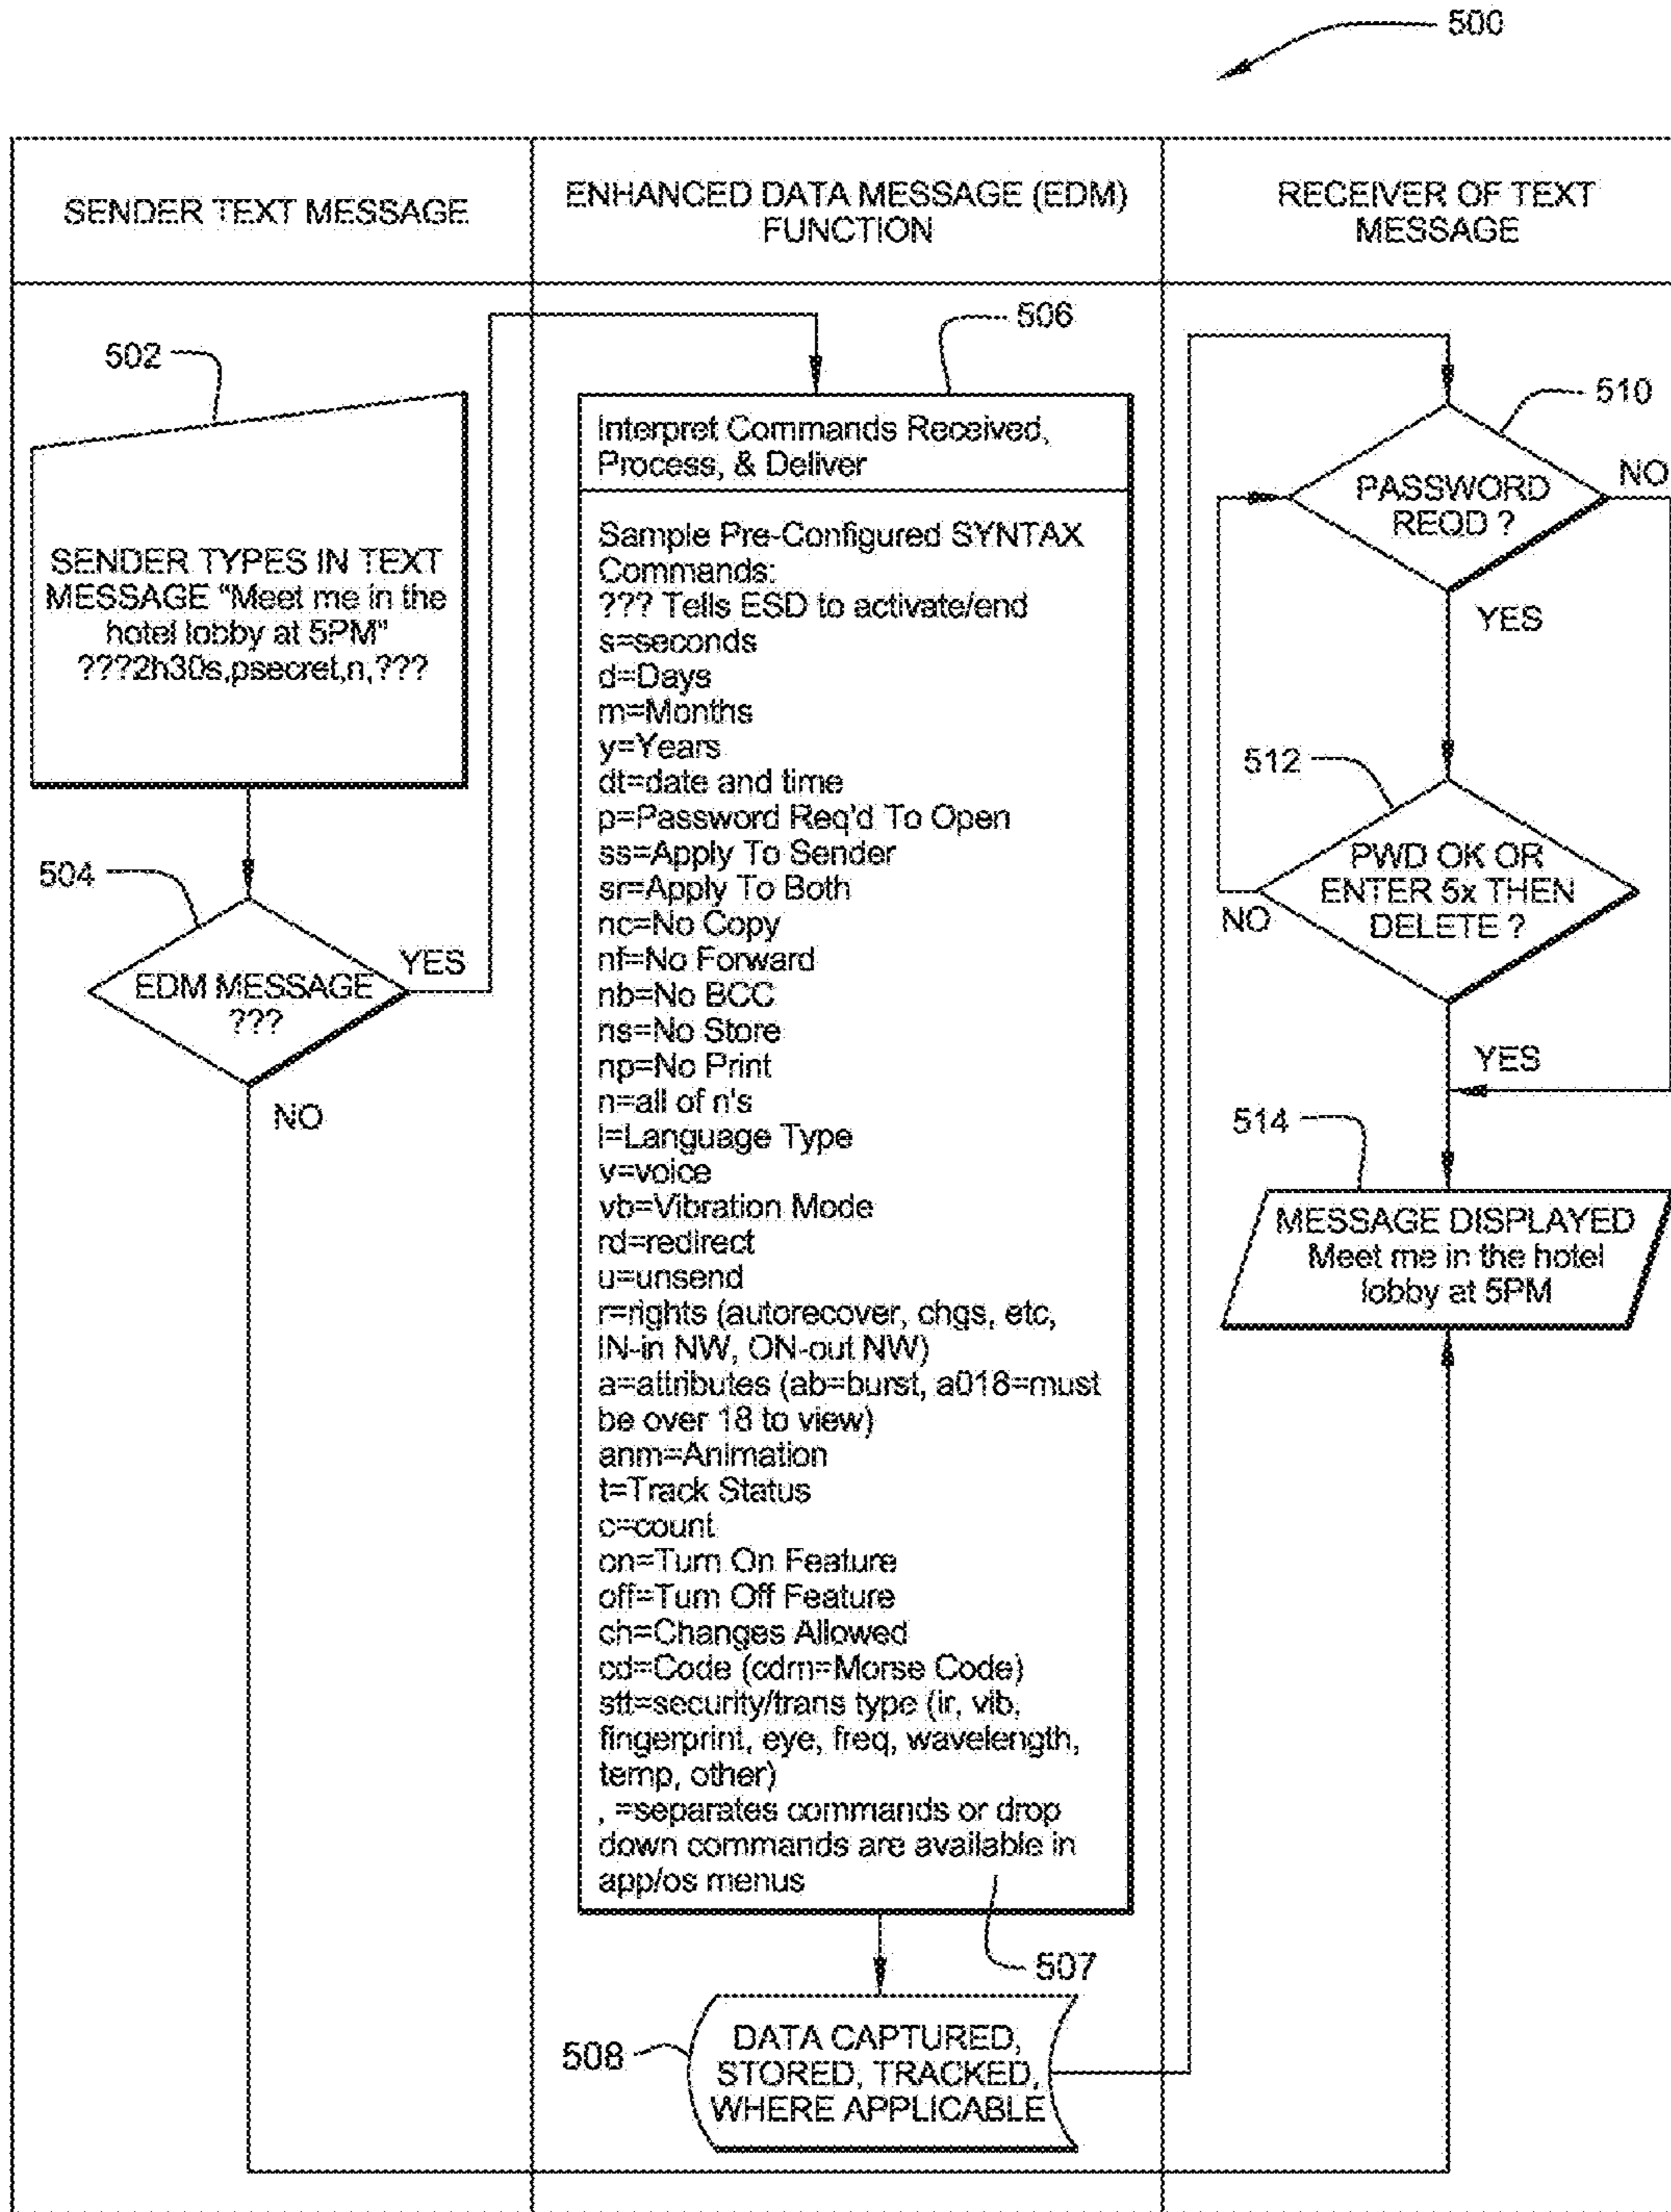 500
SENDER TEXT MESSAGE
ENHANCED DATA MESSAGE (EDM)
FUNCTION
RECEIVER OF TEXT
MESSAGE
502
SENDER TYPES IN TEXT
MESSAGE "Meet me in the
hotel lobby at 5PM"
???2h30s,psecret,n,???
504
EDM MESSAGE
???
YES
NO
506
Interpret Commands Received,
Process, & Deliver
Sample Pre-Configured SYNTAX
Commands:
??? Tells ESD to activate/end
s=seconds
d=Days
m=Months
y=Years
dt=date and time
p=Password Req'd To Open
ss=Apply To Sender
sr=Apply To Both
nc=No Copy
nf=No Forward
nb=No BCC
ns=No Store
np=No Print
n=all of n's
l=Language Type
v=voice
vb=Vibration Mode
rd=redirect
u=unsend
r=rights (autorecover, chgs, etc,
IN-in NW, ON-out NW)
a=attributes (ab=burst, a018=must
be over 18 to view)
anm=Animation
t=Track Status
c=count
on=Turn On Feature
off=Turn Off Feature
ch=Changes Allowed
cd=Code (cdm=Morse Code)
stt=security/trans type (ir, vib,
fingerprint, eye, freq, wavelength,
temp, other)
, =separates commands or drop
down commands are available in
app/os menus
507
508
DATA CAPTURED,
STORED, TRACKED,
WHERE APPLICABLE
510
PASSWORD
REQD ?
NO
YES
512
PWD OK OR
ENTER 5x THEN
DELETE ?
NO
YES
514
MESSAGE DISPLAYED
Meet me in the hotel
lobby at 5PM